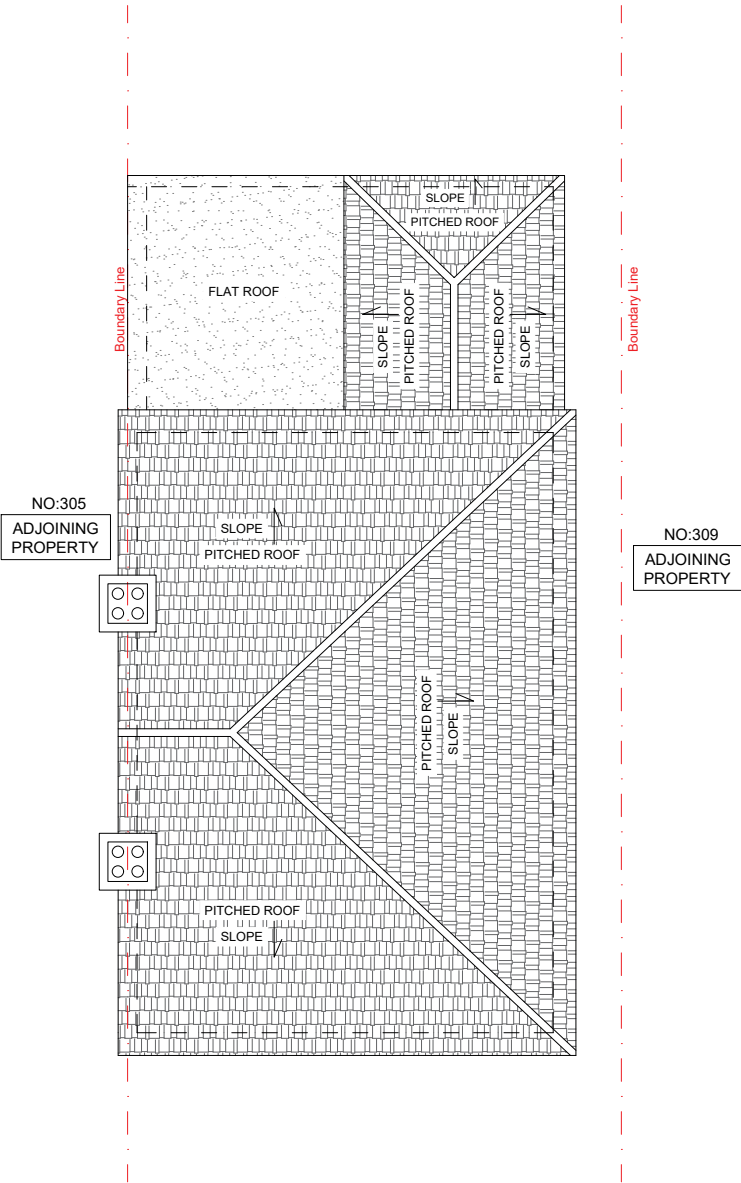 SLOPE
PITCHED ROOF
FLAT ROOF
SLOPE
PITCHED ROOF
PITCHED ROOF
SLOPE
Boundary Line
Boundary Line
NO:305
ADJOINING
PROPERTY
SLOPE
PITCHED ROOF
NO:309
ADJOINING
PROPERTY
PITCHED ROOF
SLOPE
PITCHED ROOF
SLOPE